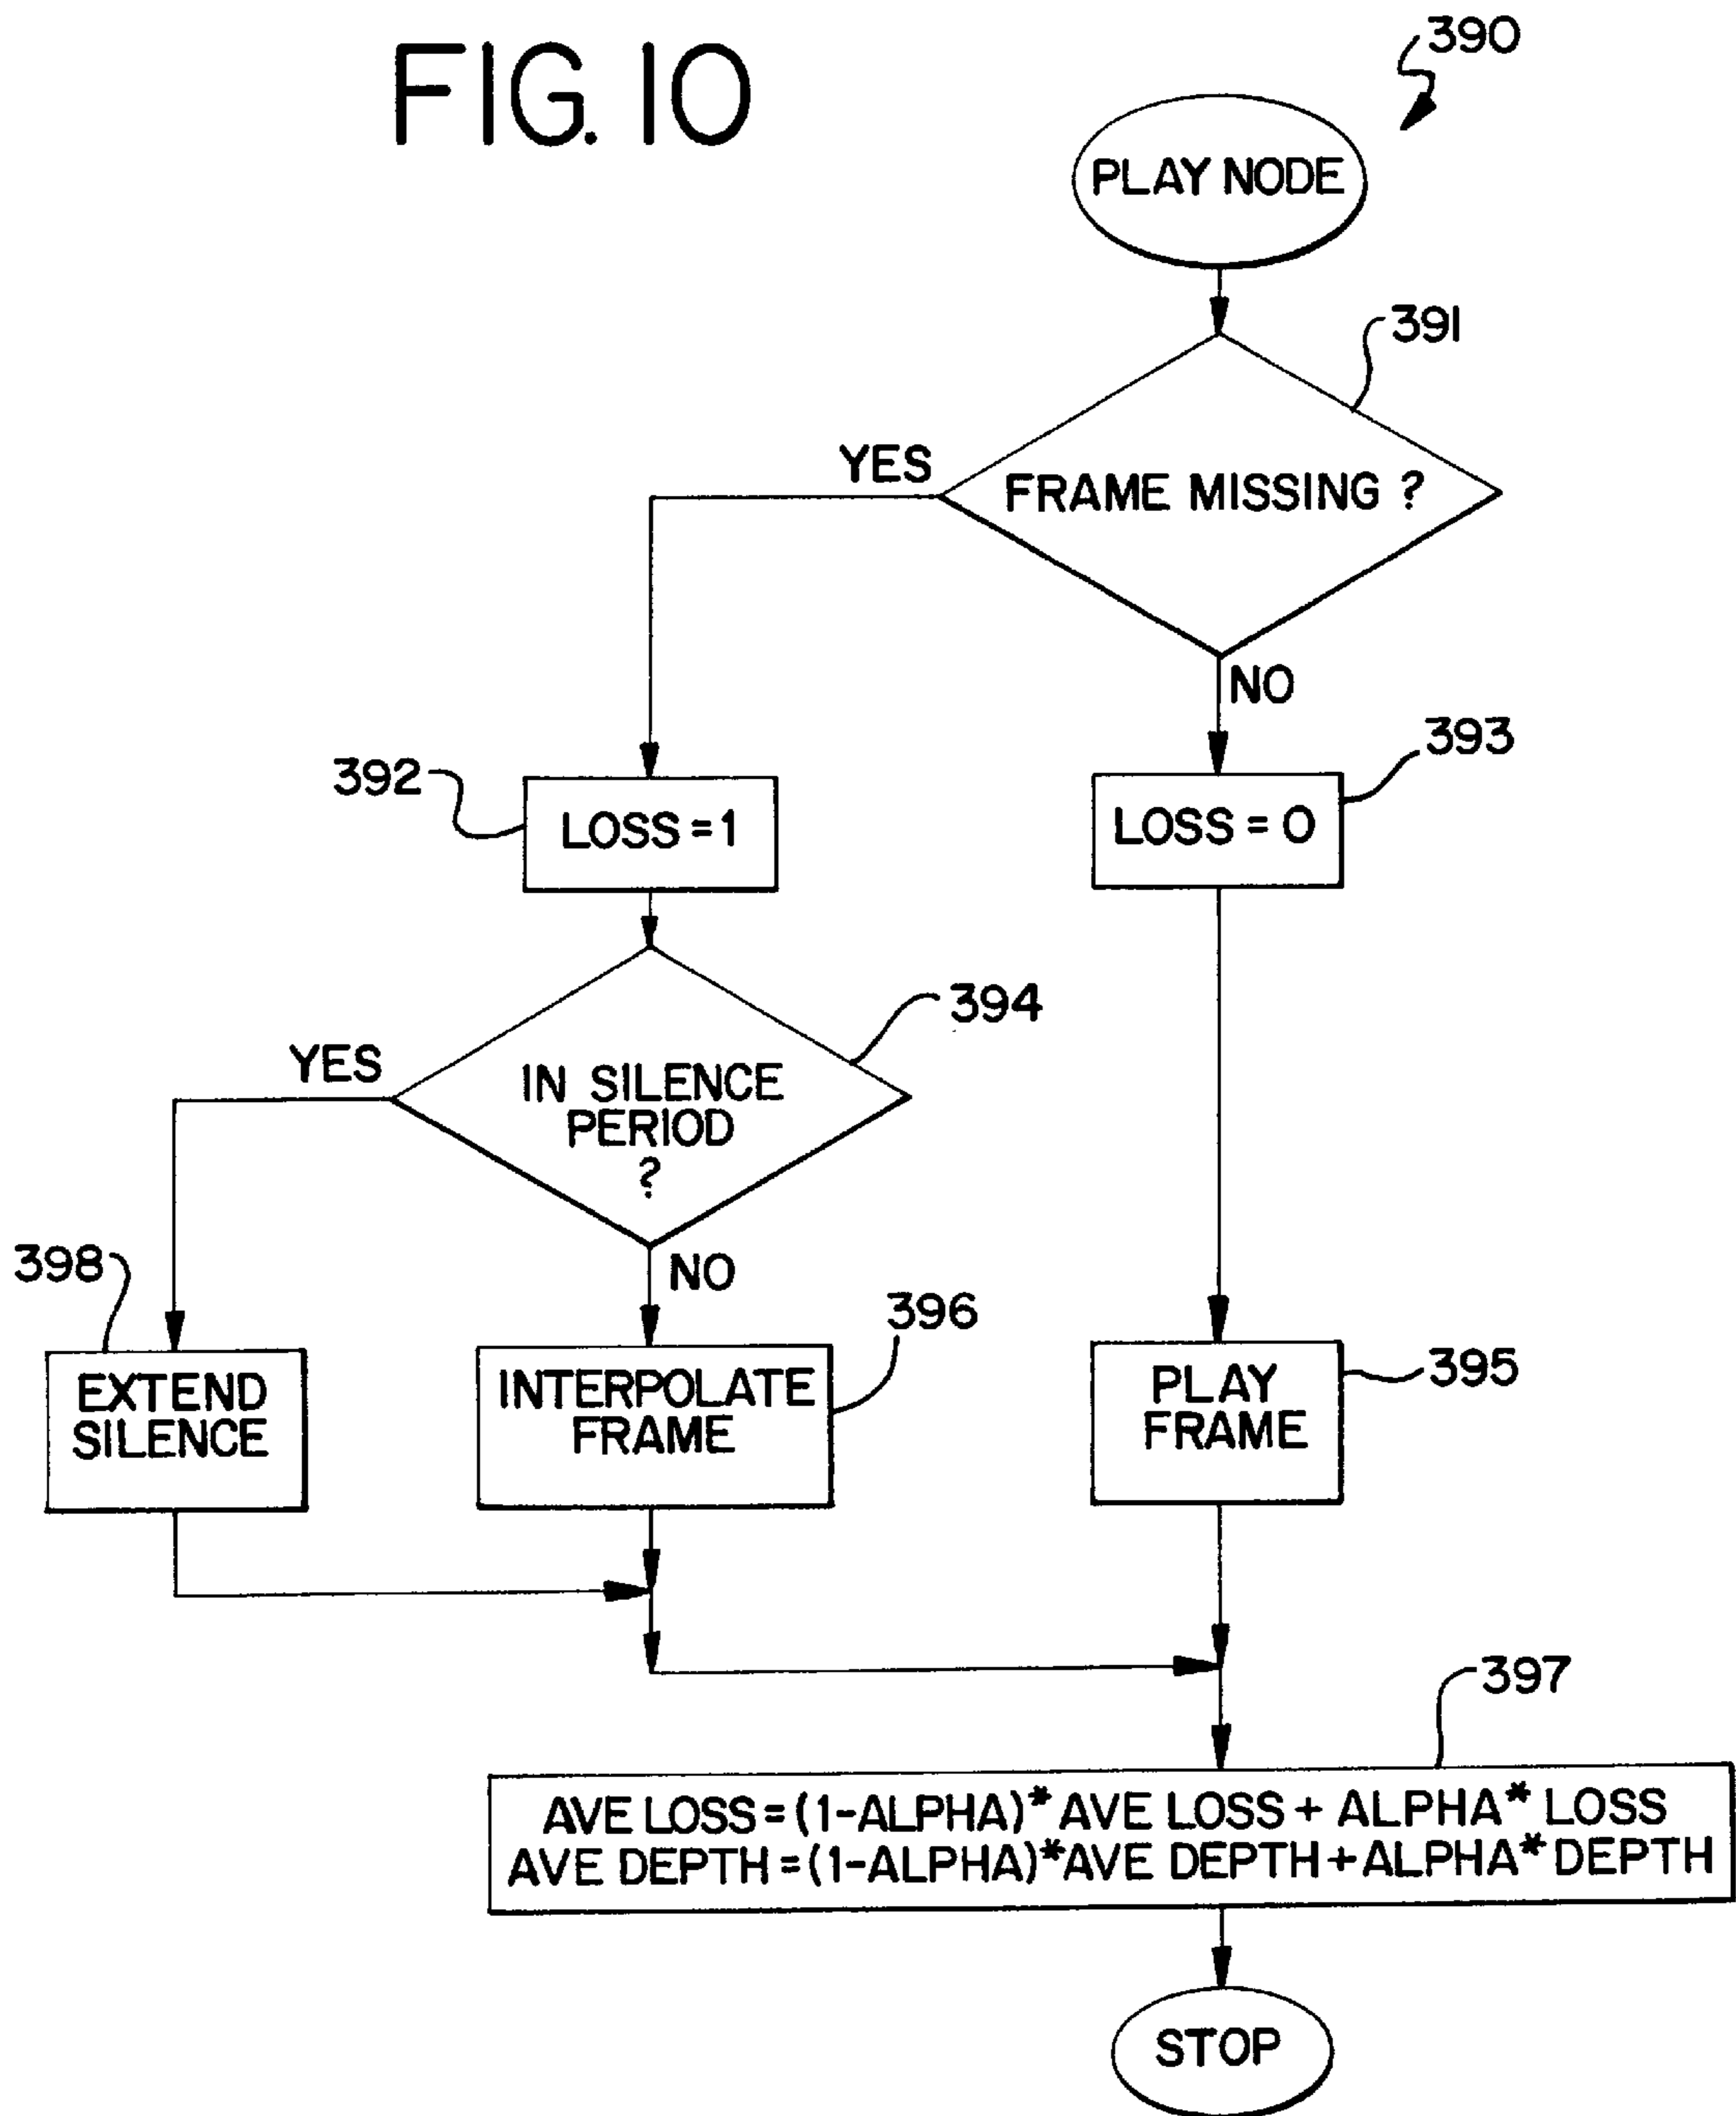 FIG. 10
390
PLAY NODE
391
YES
FRAME MISSING ?
NO
392
393
LOSS = 1
LOSS = 0
394
YES
IN SILENCE
PERIOD
?
398
NO
396
395
EXTEND
SILENCE
INTERPOLATE
FRAME
PLAY
FRAME
397
AVE LOSS = (1-ALPHA)* AVE LOSS + ALPHA* LOSS
AVE DEPTH = (1-ALPHA)* AVE DEPTH + ALPHA* DEPTH
STOP